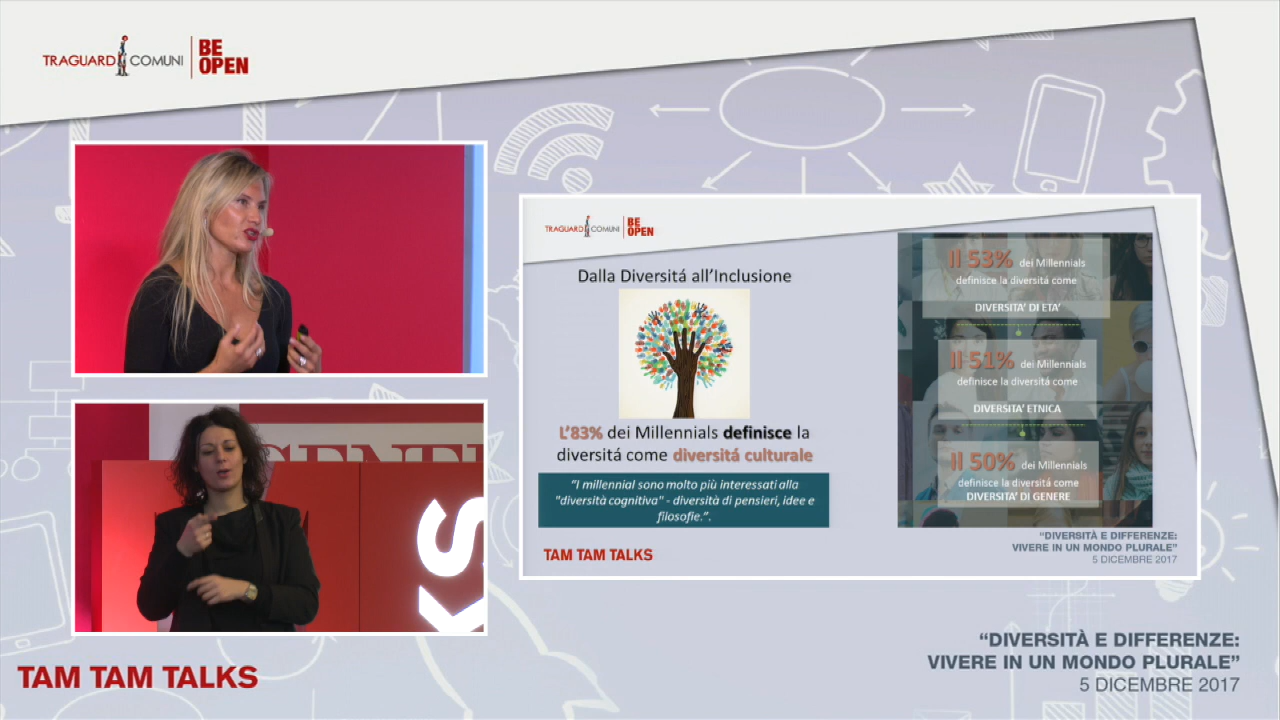 TRAGUARDI COMUNI
BE
OPEN
GENE
KS
TRAGUARDI COMUNI
BE
OPEN
Dalla Diversitá all’Inclusione
L’83% dei Millennials definisce la
diversitá come diversitá culturale
"I millennial sono molto più interessati alla
"diversità cognitiva" - diversità di pensieri, idee e
filosofie.".
Il 53% dei Millennials
definisce la diversitá come
DIVERSITA’ DI ETA’
Il 51% dei Millennials
definisce la diversitá come
DIVERSITA’ ETNICA
Il 50% dei Millennials
definisce la diversitá come
DIVERSITA’ DI GENERE
TAM TAM TALKS
“DIVERSITÀ E DIFFERENZE:
VIVERE IN UN MONDO PLURALE”
5 DICEMBRE 2017
TAM TAM TALKS
“DIVERSITÀ E DIFFERENZE:
VIVERE IN UN MONDO PLURALE”
5 DICEMBRE 2017